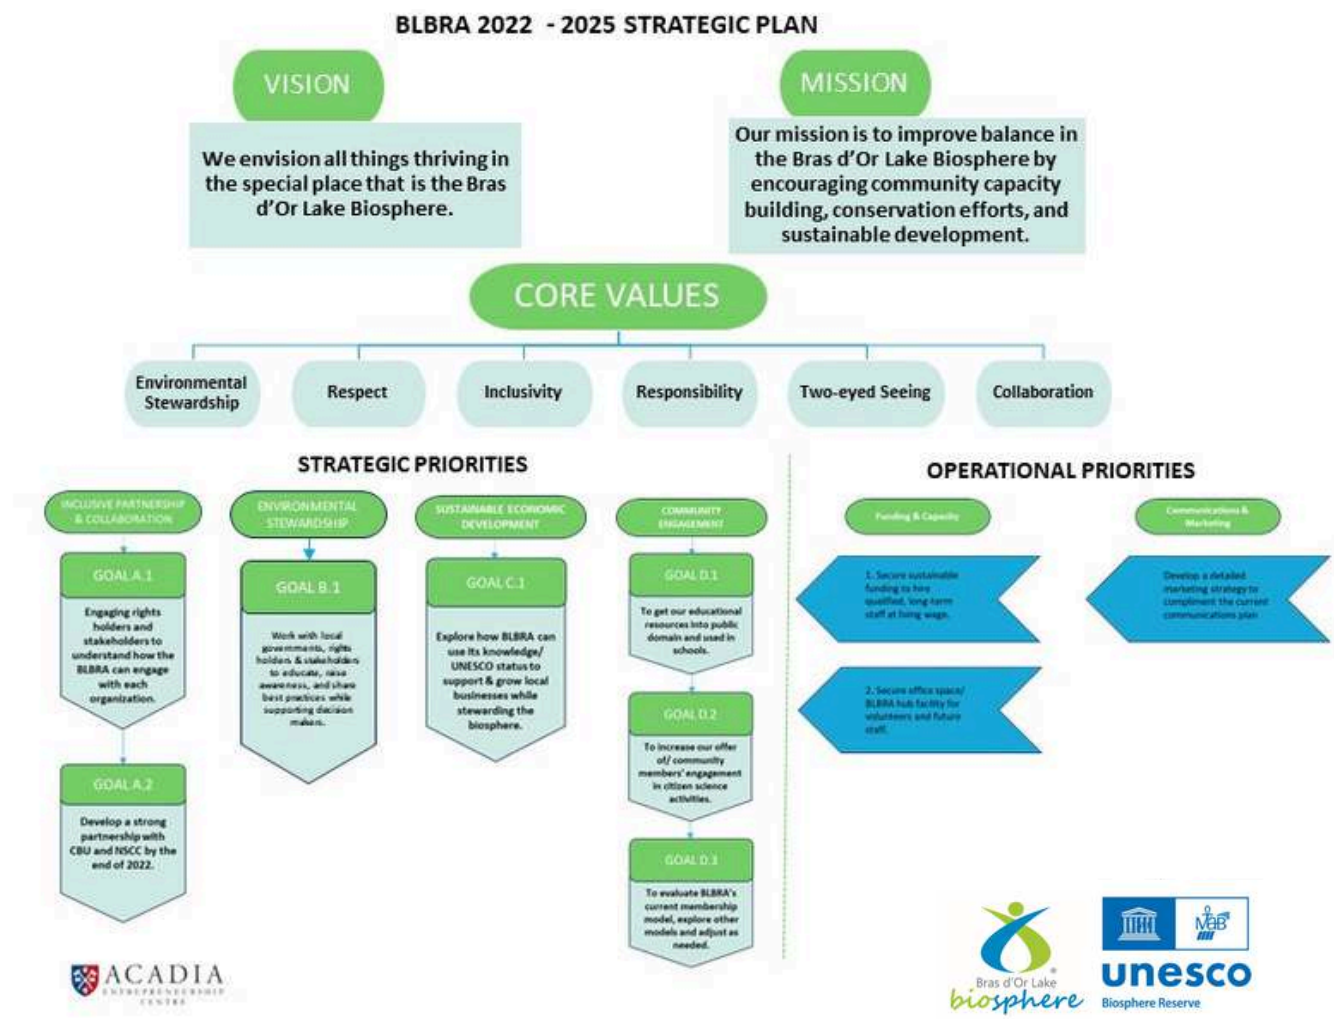 BLBRA 2022 - 2025 STRATEGIC PLAN
VISION
We envision all things thriving in
the special place that is the Bras
d'Or Lake Biosphere.
MISSION
Our mission is to improve balance in
the Bras d'Or Lake Biosphere by
encouraging community capacity
building, conservation efforts, and
sustainable development.
CORE VALUES
Environmental
Stewardship
Respect
Inclusivity
Responsibility
Two-eyed Seeing
Collaboration
STRATEGIC PRIORITIES
INCLUSIVE PARTNERSHIP
& COLLABORATION
GOAL A.1
Engaging rights
holders and
stakeholders to
understand how the
BLBRA can engage
with each
organization.
GOAL A.2
Develop a strong
partnership with
CBU and NSCC by the
end of 2022.
ENVIRONMENTAL
STEWARDSHIP
GOAL B.1
Work with local
governments, rights
holders & stakeholders
to educate, raise
awareness, and share
best practices while
supporting decision
makers.
SUSTAINABLE ECONOMIC
DEVELOPMENT
GOAL C.1
Explore how BLBRA can
use its knowledge/
UNESCO status to
support & grow local
businesses while
stewarding the
biosphere.
COMMUNITY
ENGAGEMENT
GOAL D.1
To get our educational
resources into public
domain and used in
schools.
GOAL D.2
To increase our offer
of/ community
members' engagement
in citizen science
activities.
GOAL D.3
To evaluate BLBRA's
current membership
model, explore other
models and adjust as
needed.
OPERATIONAL PRIORITIES
Funding & Capacity
1. Secure sustainable
funding to hire
qualified, long-term
staff at living wage.
2. Secure office space/
BLBRA hub facility for
volunteers and future
staff.
Communications &
Marketing
Develop a detailed
marketing strategy to
compliment the current
communications plan
ACADIA
ENTREPRENEURSHIP
CENTRE
Bras d'Or Lake
biosphere
MaB
unesco
Biosphere Reserve